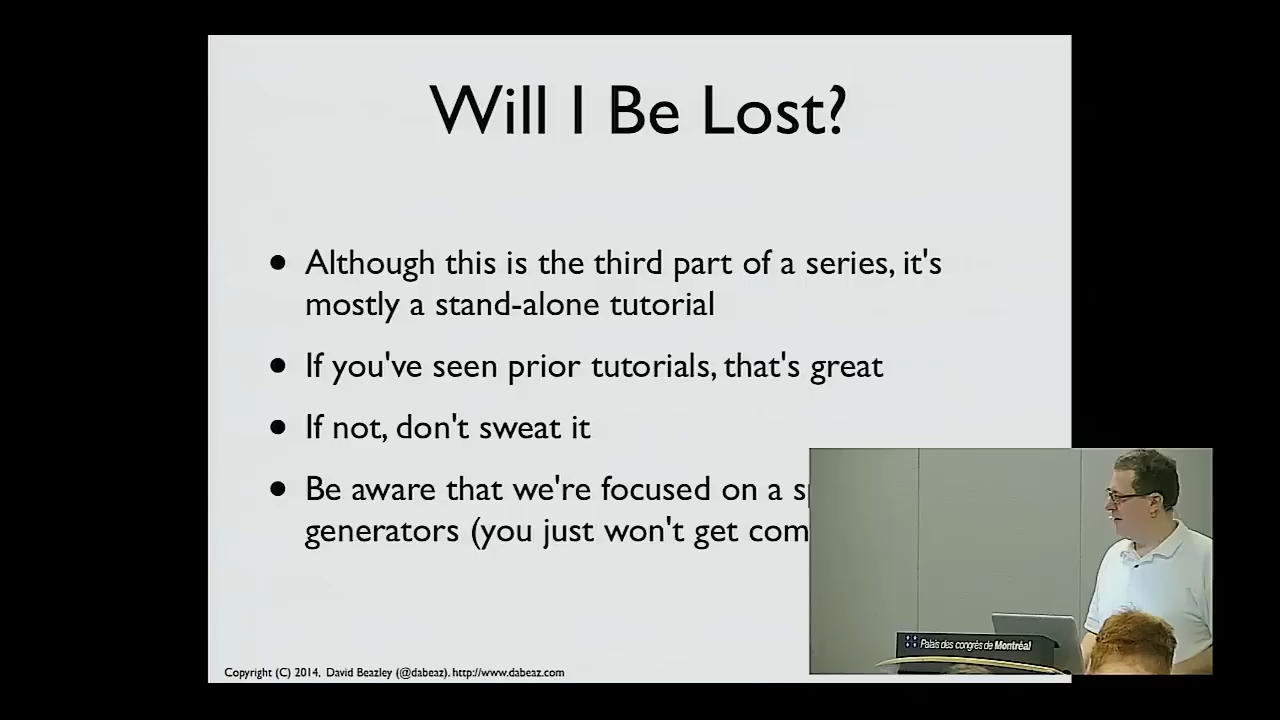 Will I Be Lost?
• Although this is the third part of a series, it's
mostly a stand-alone tutorial
• If you've seen prior tutorials, that's great
• If not, don't sweat it
• Be aware that we're focused on a
generators (you just won't get
Palais des congrès de Montréal
Copyright (C) 2014, David Beazley (@dabeaz). http://www.dabeaz.com